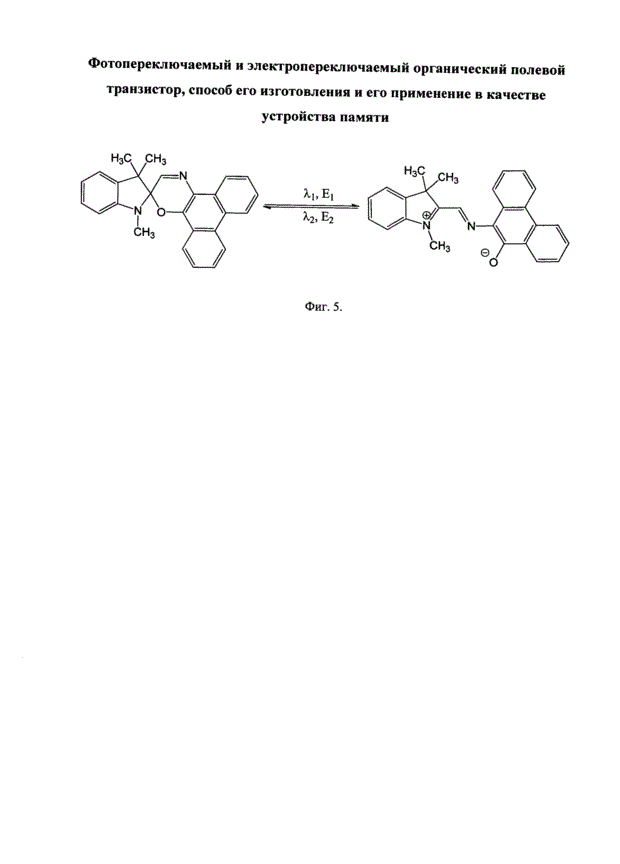 Фотопереключаемый и электропереключаемый органический полевой
транзистор, способ его изготовления и его применение в качестве
устройства памяти
H₃C CH₃
N
O
N
CH₃
λ₁, E₁
λ₂, E₂
H₃C CH₃
N
⊕
CH₃
N
⊖
O
Фиг. 5.